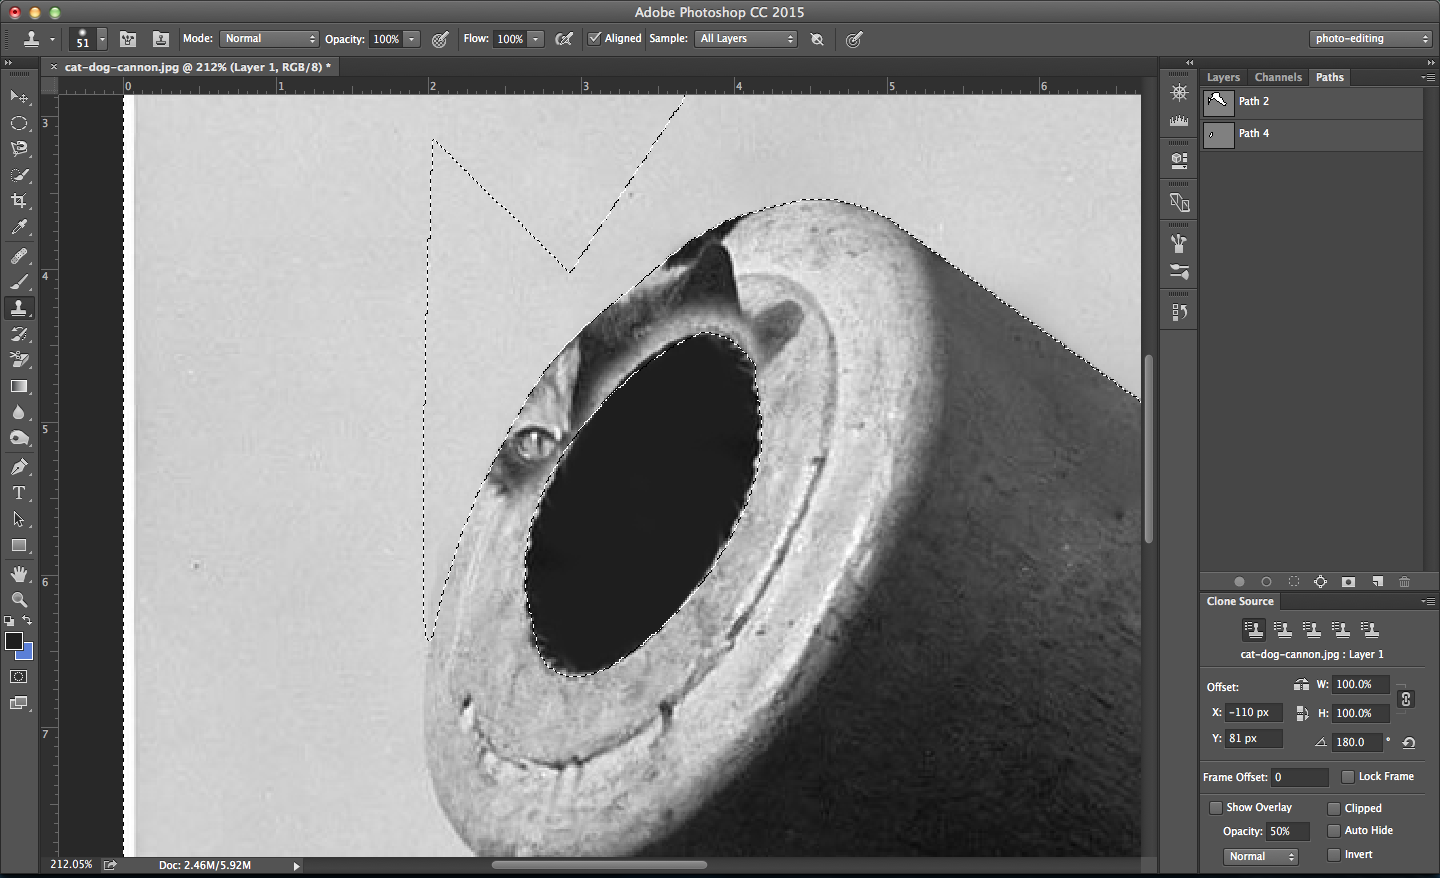 Adobe Photoshop CC 2015
51 Mode: Normal Opacity: 100% Flow: 100% Aligned Sample: All Layers photo-editing
× cat-dog-cannon.jpg @ 212% (Layer 1, RGB/8) *
Layers Channels Paths
0 1 2 3 4 5 6
Path 2
Path 4
3
4
5
6
7
T
Clone Source
cat-dog-cannon.jpg : Layer 1
Offset: W: 100.0%
X: -110 px H: 100.0%
Y: 81 px 180.0 °
Frame Offset: 0 Lock Frame
Show Overlay Clipped
Opacity: 50% Auto Hide
Normal Invert
212.05% Doc: 2.46M/5.92M